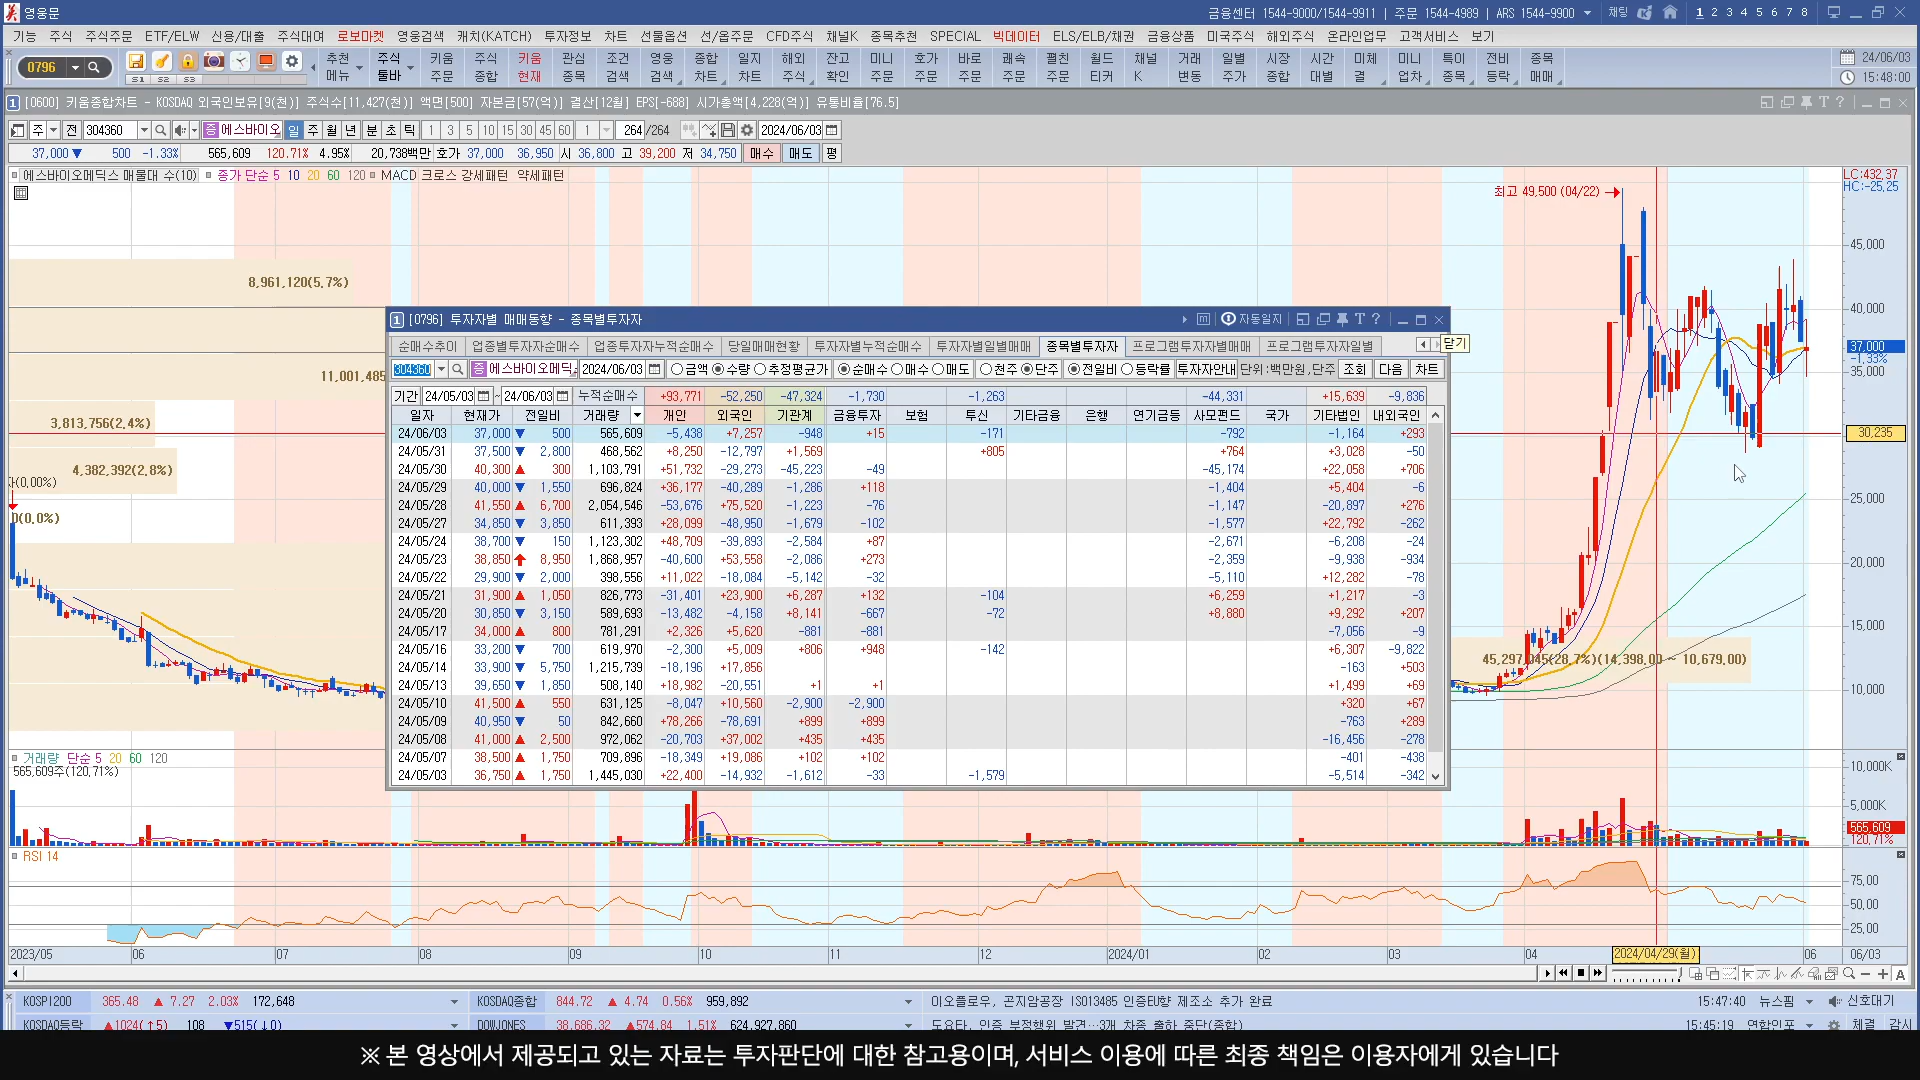 영웅문
금융센터 1544-9000/1544-9911 | 주문 1544-4989 | ARS 1544-9900 채팅 1 2 3 4 5 6 7 8
기능 주식 주식주문 ETF/ELW 신용/대출 주식대여 로보마켓 영웅검색 캐치(KATCH) 투자정보 차트 선물옵션 선/옵주문 CFD주식 채널K 종목추천 SPECIAL 빅데이터 ELS/ELB/채권 금융상품 미국주식 해외주식 온라인업무 고객서비스 보기
0796 S1 S2 S3
추천 메뉴 주식 툴바 키움 주문 주식 종합 키움 현재 관심 종목 조건 검색 영웅 검색 종합 차트 일지 차트 해외 주식 잔고 확인 미니 주문 호가 주문 바로 주문 쾌속 주문 펼친 주문 월드 티커 채널 K 거래 변동 일별 주가 시장 종합 시간 대별 미체 결 미니 업차 특이 종목 전비 등락 종목 매매
24/06/03
15:48:00
1 [0600] 키움종합차트 - KOSDAQ 외국인보유[9(천)] 주식수[11,427(천)] 액면[500] 자본금[57(억)] 결산[12월] EPS[-688] 시가총액[4,228(억)] 유통비율[76.5]
주 전 304360 증 에스바이오 일 주 월 년 분 초 틱 1 3 5 10 15 30 45 60 1 264 /264 2024/06/03
37,000 ▼ 500 -1.33% 565,609 120.71% 4.95% 20,738백만 호가 37,000 36,950 시 36,800 고 39,200 저 34,750 매수 매도 평
에스바이오메딕스 매물대 수(10) 종가 단순 5 10 20 60 120 MACD 크로스 강세패턴 약세패턴
LC:432,37
HC:-25,25
최고 49,500 (04/22) →
45,000
8,961,120(5,7%)
40,000
37,000
-1,33%
35,000
11,001,485
3,813,756(2,4%)
30,235
4,382,392(2,8%)
(0,00%)
25,000
0(0,0%)
20,000
15,000
45,297,045(28,7%)(14,398,00 ~ 10,679,00)
10,000
1 [0796] 투자자별 매매동향 - 종목별투자자 자동일지
닫기
순매수추이 업종별투자자순매수 업종투자자누적순매수 당일매매현황 투자자별누적순매수 투자자별일별매매 종목별투자자 프로그램투자자별매매 프로그램투자자일별
304360 증 에스바이오메딕 2024/06/03 금액 수량 추정평균가 순매수 매수 매도 천주 단주 전일비 등락률 투자자안내 단위:백만원,단주 조회 다음 차트
기간 24/05/03 ~ 24/06/03 누적순매수 +93,771 -52,250 -47,324 -1,730 -1,263 -44,331 +15,639 -9,836
일자 현재가 전일비 거래량 개인 외국인 기관계 금융투자 보험 투신 기타금융 은행 연기금등 사모펀드 국가 기타법인 내외국인
24/06/03 37,000 ▼ 500 565,609 -5,438 +7,257 -948 +15 -171 -792 -1,164 +293
24/05/31 37,500 ▼ 2,800 468,562 +8,250 -12,797 +1,569 +805 +764 +3,028 -50
24/05/30 40,300 ▲ 300 1,103,791 +51,732 -29,273 -45,223 -49 -45,174 +22,058 +706
24/05/29 40,000 ▼ 1,550 696,824 +36,177 -40,289 -1,286 +118 -1,404 +5,404 -6
24/05/28 41,550 ▲ 6,700 2,054,546 -53,676 +75,520 -1,223 -76 -1,147 -20,897 +276
24/05/27 34,850 ▼ 3,850 611,393 +28,099 -48,950 -1,679 -102 -1,577 +22,792 -262
24/05/24 38,700 ▼ 150 1,123,302 +48,709 -39,893 -2,584 +87 -2,671 -6,208 -24
24/05/23 38,850 ↑ 8,950 1,868,957 -40,600 +53,558 -2,086 +273 -2,359 -9,938 -934
24/05/22 29,900 ▼ 2,000 398,556 +11,022 -18,084 -5,142 -32 -5,110 +12,282 -78
24/05/21 31,900 ▲ 1,050 826,773 -31,401 +23,900 +6,287 +132 -104 +6,259 +1,217 -3
24/05/20 30,850 ▼ 3,150 589,693 -13,482 -4,158 +8,141 -667 -72 +8,880 +9,292 +207
24/05/17 34,000 ▲ 800 781,291 +2,326 +5,620 -881 -881 -7,056 -9
24/05/16 33,200 ▼ 700 619,970 -2,300 +5,009 +806 +948 -142 +6,307 -9,822
24/05/14 33,900 ▼ 5,750 1,215,739 -18,196 +17,856 -163 +503
24/05/13 39,650 ▼ 1,850 508,140 +18,982 -20,551 +1 +1 +1,499 +69
24/05/10 41,500 ▲ 550 631,125 -8,047 +10,560 -2,900 -2,900 +320 +67
24/05/09 40,950 ▼ 50 842,660 +78,266 -78,691 +899 +899 -763 +289
24/05/08 41,000 ▲ 2,500 972,062 -20,703 +37,002 +435 +435 -16,456 -278
24/05/07 38,500 ▲ 1,750 709,896 -18,349 +19,086 +102 +102 -401 -438
24/05/03 36,750 ▲ 1,750 1,445,030 +22,400 -14,932 -1,612 -33 -1,579 -5,514 -342
거래량 단순 5 20 60 120
565,609주(120,71%)
10,000K
5,000K
565,609
120,71%
RSI 14
75,00
50,00
25,00
2023/05 06 07 08 09 10 11 12 2024/01 02 03 04 2024/04/29(월) 06 06/03
KOSPI200 365.48 ▲ 7.27 2.03% 172,648 KOSDAQ종합 844.72 ▲ 4.74 0.56% 959,892 이오플로우, 곤지암공장 ISO13485 인증EU향 제조소 추가 완료 15:47:40 뉴스핌 신호대기
KOSDAQ등락 ▲1024(↑5) 108 ▼515(↓0) DOWJONES 38,686.32 ▲574.84 1.51% 624,927,860 도요타, 인증 부정행위 발견…3개 차종 출하 중단(종합) 15:45:19 연합인포 체결 감시
※ 본 영상에서 제공되고 있는 자료는 투자판단에 대한 참고용이며, 서비스 이용에 따른 최종 책임은 이용자에게 있습니다